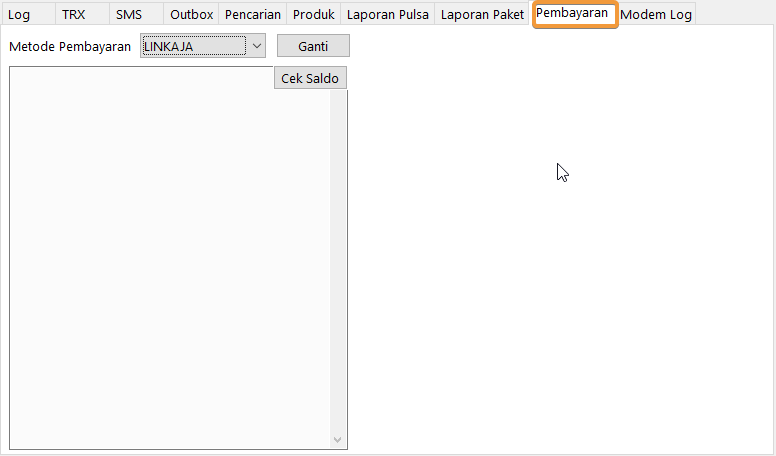 Log TRX SMS Outbox Pencarian Produk Laporan Pulsa Laporan Paket Pembayaran Modem Log
Metode Pembayaran LINKAJA Ganti
Cek Saldo